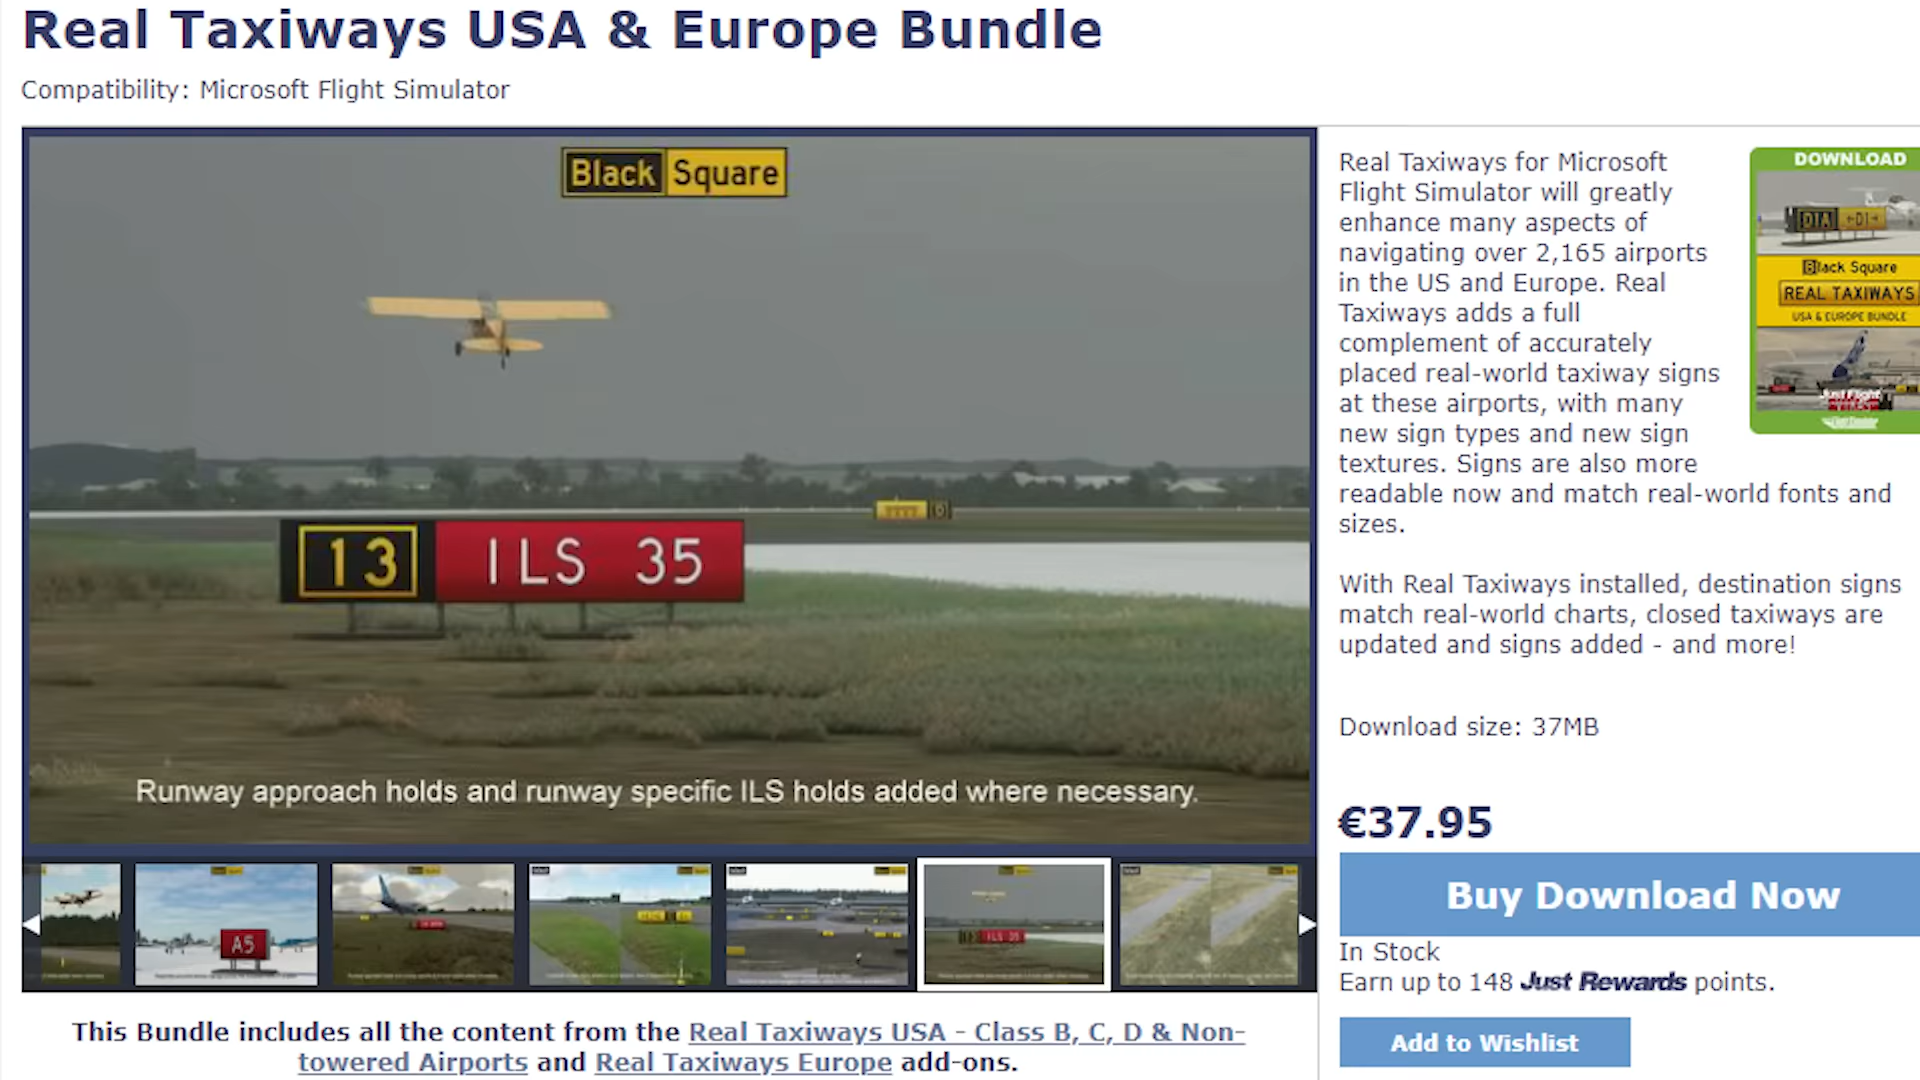 Real Taxiways USA & Europe Bundle
Compatibility: Microsoft Flight Simulator
Black Square
13 ILS 35
Runway approach holds and runway specific ILS holds added where necessary.
A5
ILS 35
This Bundle includes all the content from the Real Taxiways USA - Class B, C, D & Non-
towered Airports and Real Taxiways Europe add-ons.
Real Taxiways for Microsoft
Flight Simulator will greatly
enhance many aspects of
navigating over 2,165 airports
in the US and Europe. Real
Taxiways adds a full
complement of accurately
placed real-world taxiway signs
at these airports, with many
new sign types and new sign
textures. Signs are also more
readable now and match real-world fonts and
sizes.
With Real Taxiways installed, destination signs
match real-world charts, closed taxiways are
updated and signs added - and more!
Download size: 37MB
DOWNLOAD
Black Square
REAL TAXIWAYS
USA & EUROPE BUNDLE
Just Flight
€37.95
Buy Download Now
In Stock
Earn up to 148 Just Rewards points.
Add to Wishlist